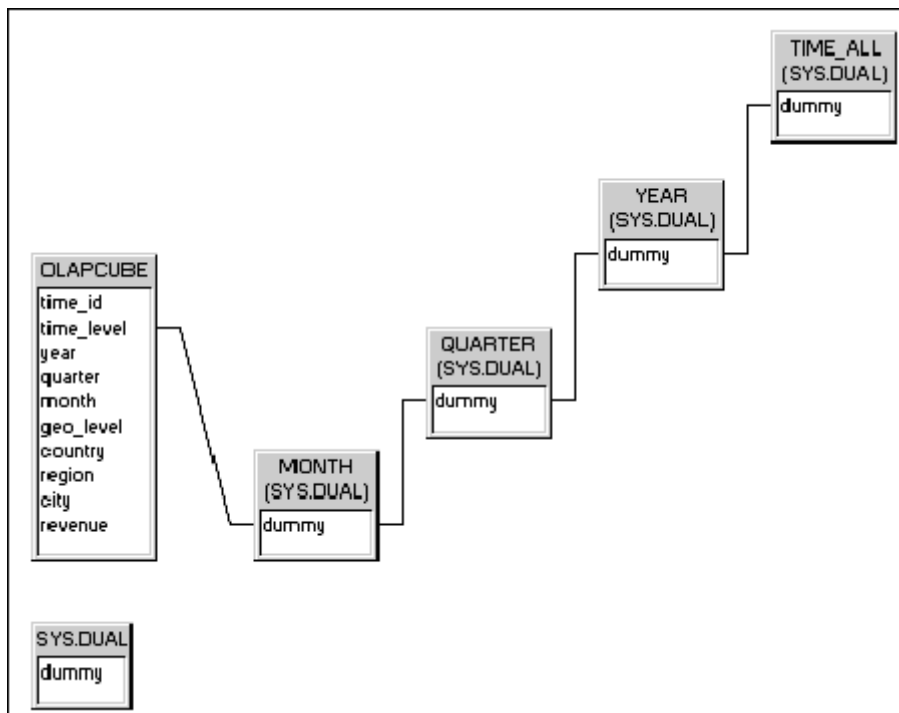 TIME_ALL
(SYS.DUAL)
dummy
YEAR
(SYS.DUAL)
dummy
OLAPCUBE
time_id
time_level
year
quarter
month
geo_level
country
region
city
revenue
QUARTER
(SYS.DUAL)
dummy
MONTH
(SYS.DUAL)
dummy
SYS.DUAL
dummy